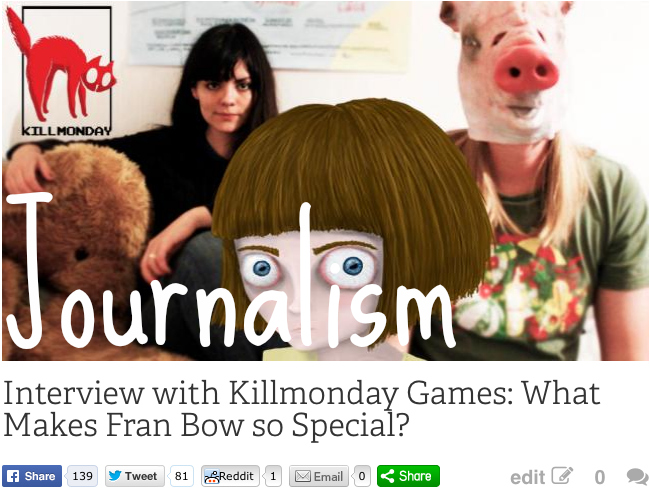 KILLMONDAY
Journalism
Interview with Killmonday Games: What
Makes Fran Bow so Special?
Share 139 Tweet 81 Reddit 1 Email 0 Share edit 0